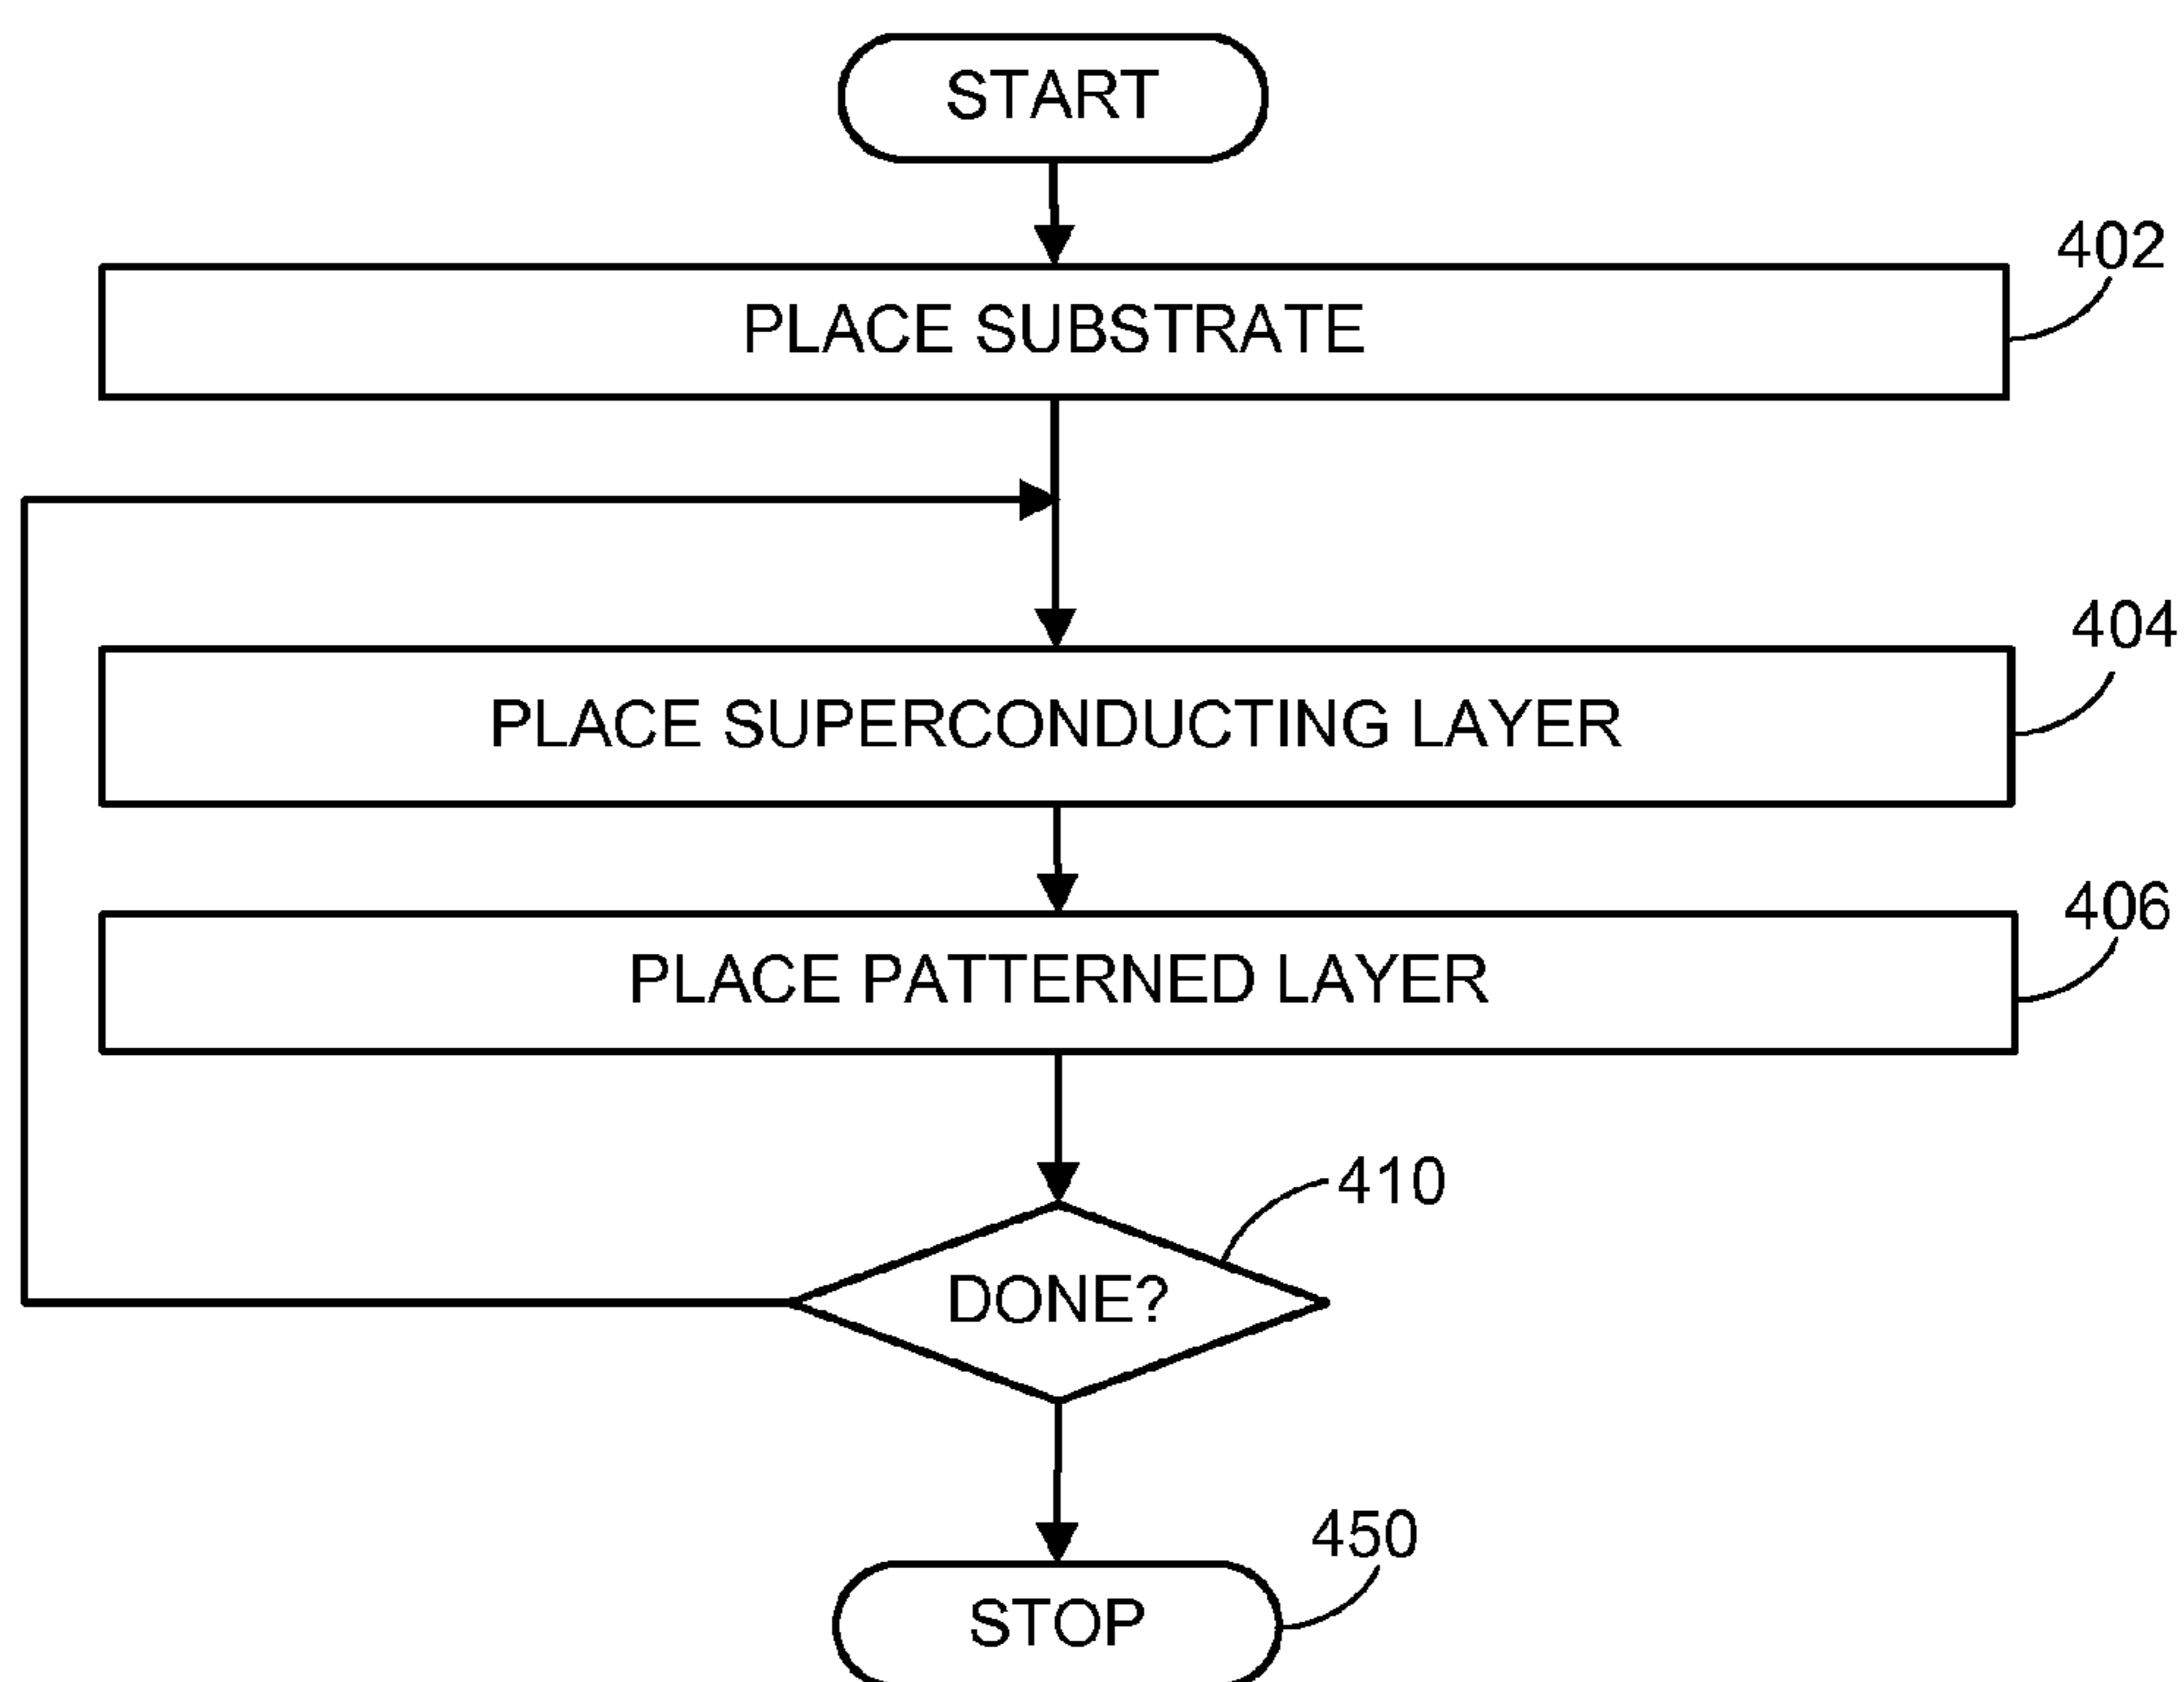 START
402
PLACE SUBSTRATE
404
PLACE SUPERCONDUCTING LAYER
406
PLACE PATTERNED LAYER
410
DONE?
450
STOP